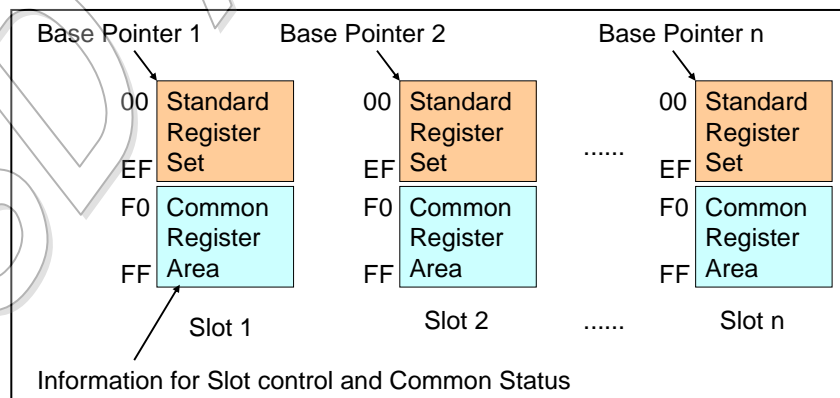 Base Pointer 1 Base Pointer 2 Base Pointer n
00 Standard 00 Standard 00 Standard
Register Register Register
EF Set EF Set ...... EF Set
F0 Common F0 Common F0 Common
Register Register Register
FF Area FF Area FF Area
Slot 1 Slot 2 ...... Slot n
Information for Slot control and Common Status